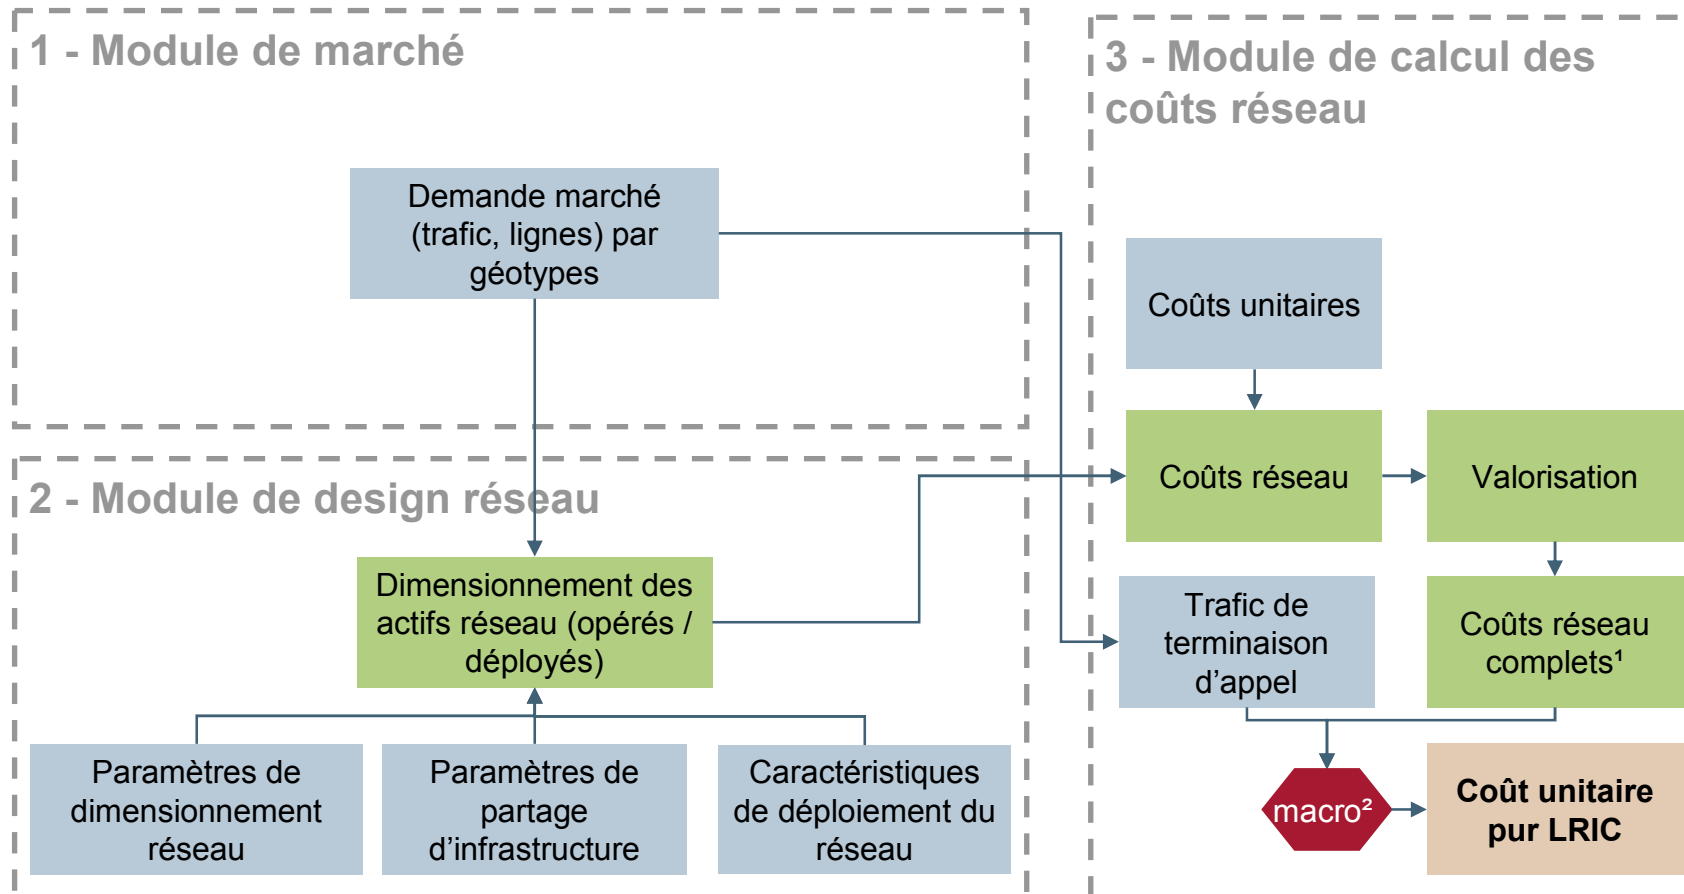 1 - Module de marché
Demande marché
(trafic, lignes) par
géotypes
2 - Module de design réseau
Dimensionnement des
actifs réseau (opérés /
déployés)
Paramètres de
dimensionnement
réseau
Paramètres de
partage
d’infrastructure
Caractéristiques
de déploiement du
réseau
3 - Module de calcul des
coûts réseau
Coûts unitaires
Coûts réseau
Valorisation
Trafic de
terminaison
d’appel
Coûts réseau
complets¹
macro²
Coût unitaire
pur LRIC